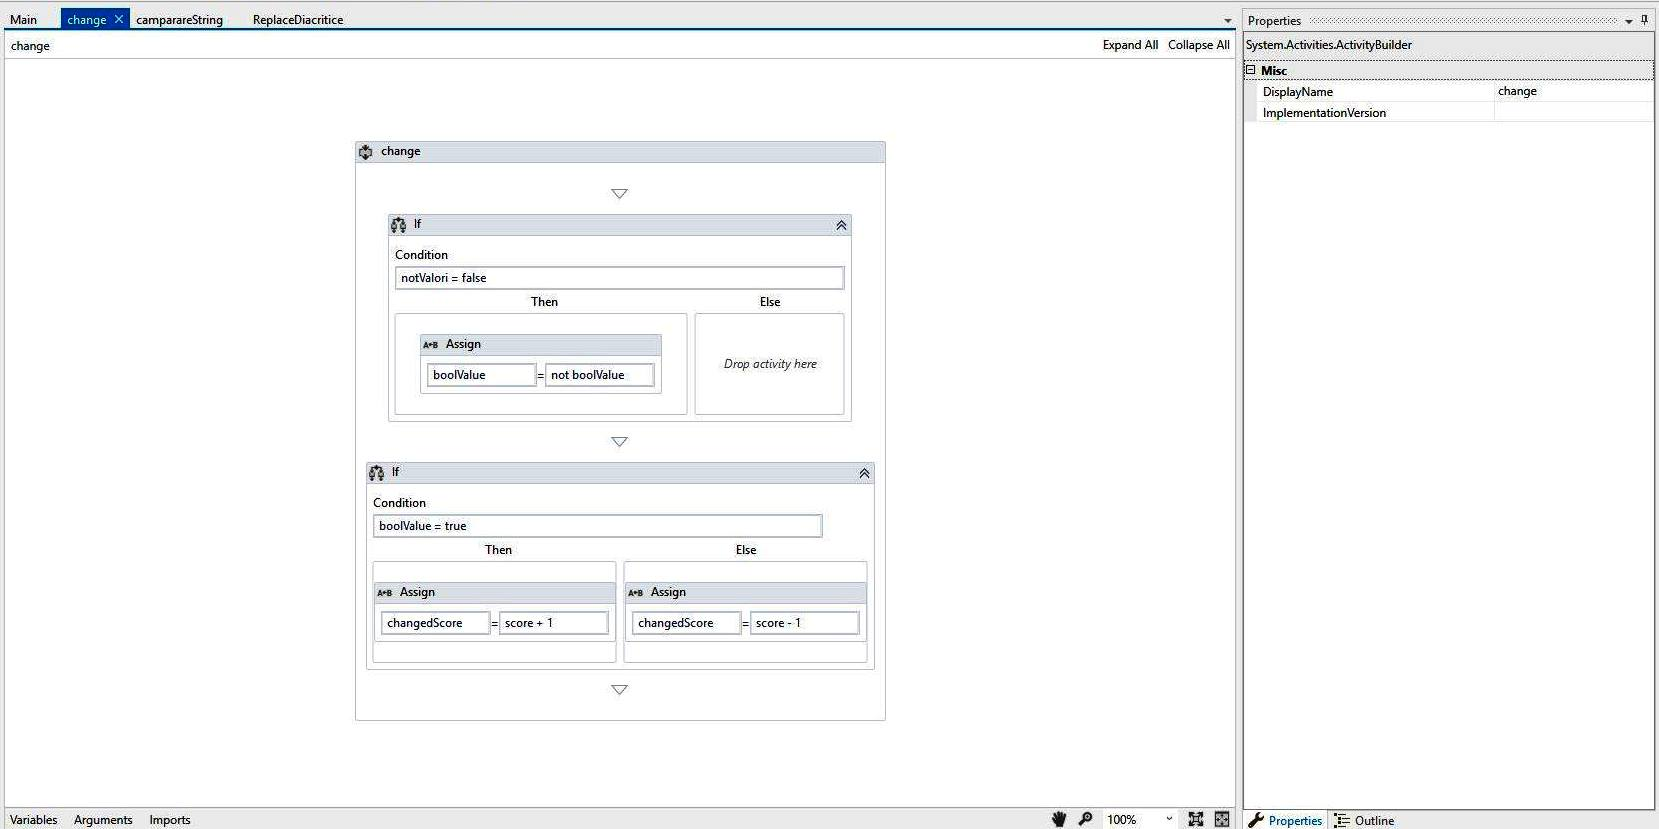 Main change camparareString ReplaceDiacritice
change Expand All Collapse All
change
If
Condition
notValori = false
Then Else
A+B Assign
boolValue = not boolValue
Drop activity here
If
Condition
boolValue = true
Then Else
A+B Assign A+B Assign
changedScore = score + 1 changedScore = score - 1
Variables Arguments Imports 100%
Properties
System.Activities.ActivityBuilder
Misc
DisplayName change
ImplementationVersion
Properties Outline